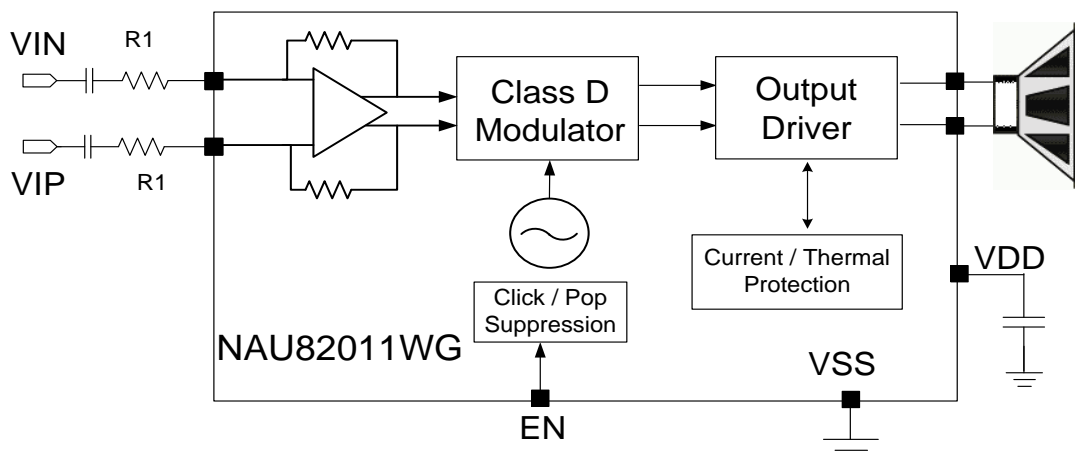 VIN
R1
VIP
R1
Class D
Modulator
Output
Driver
Current / Thermal
Protection
VDD
Click / Pop
Suppression
NAU82011WG
VSS
EN